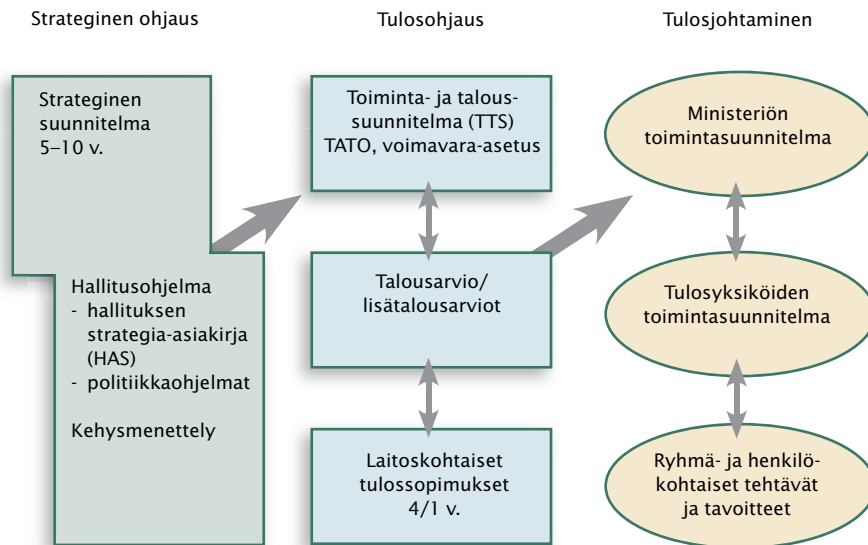 Strateginen ohjaus
Strateginen
suunnitelma
5–10 v.
Hallitusohjelma
- hallituksen
strategia-asiakirja
(HAS)
- politiikkaohjelmat
Kehysmenettely
Tulosohjaus
Toiminta- ja talous-
suunnitelma (TTS)
TATO, voimavara-asetus
Talousarvio/
lisätalousarviot
Laitoskohtaiset
tulossopimukset
4/1 v.
Tulosjohtaminen
Ministeriön
toimintasuunnitelma
Tulosyksiköiden
toimintasuunnitelma
Ryhmä- ja henkilö-
kohtaiset tehtävät
ja tavoitteet